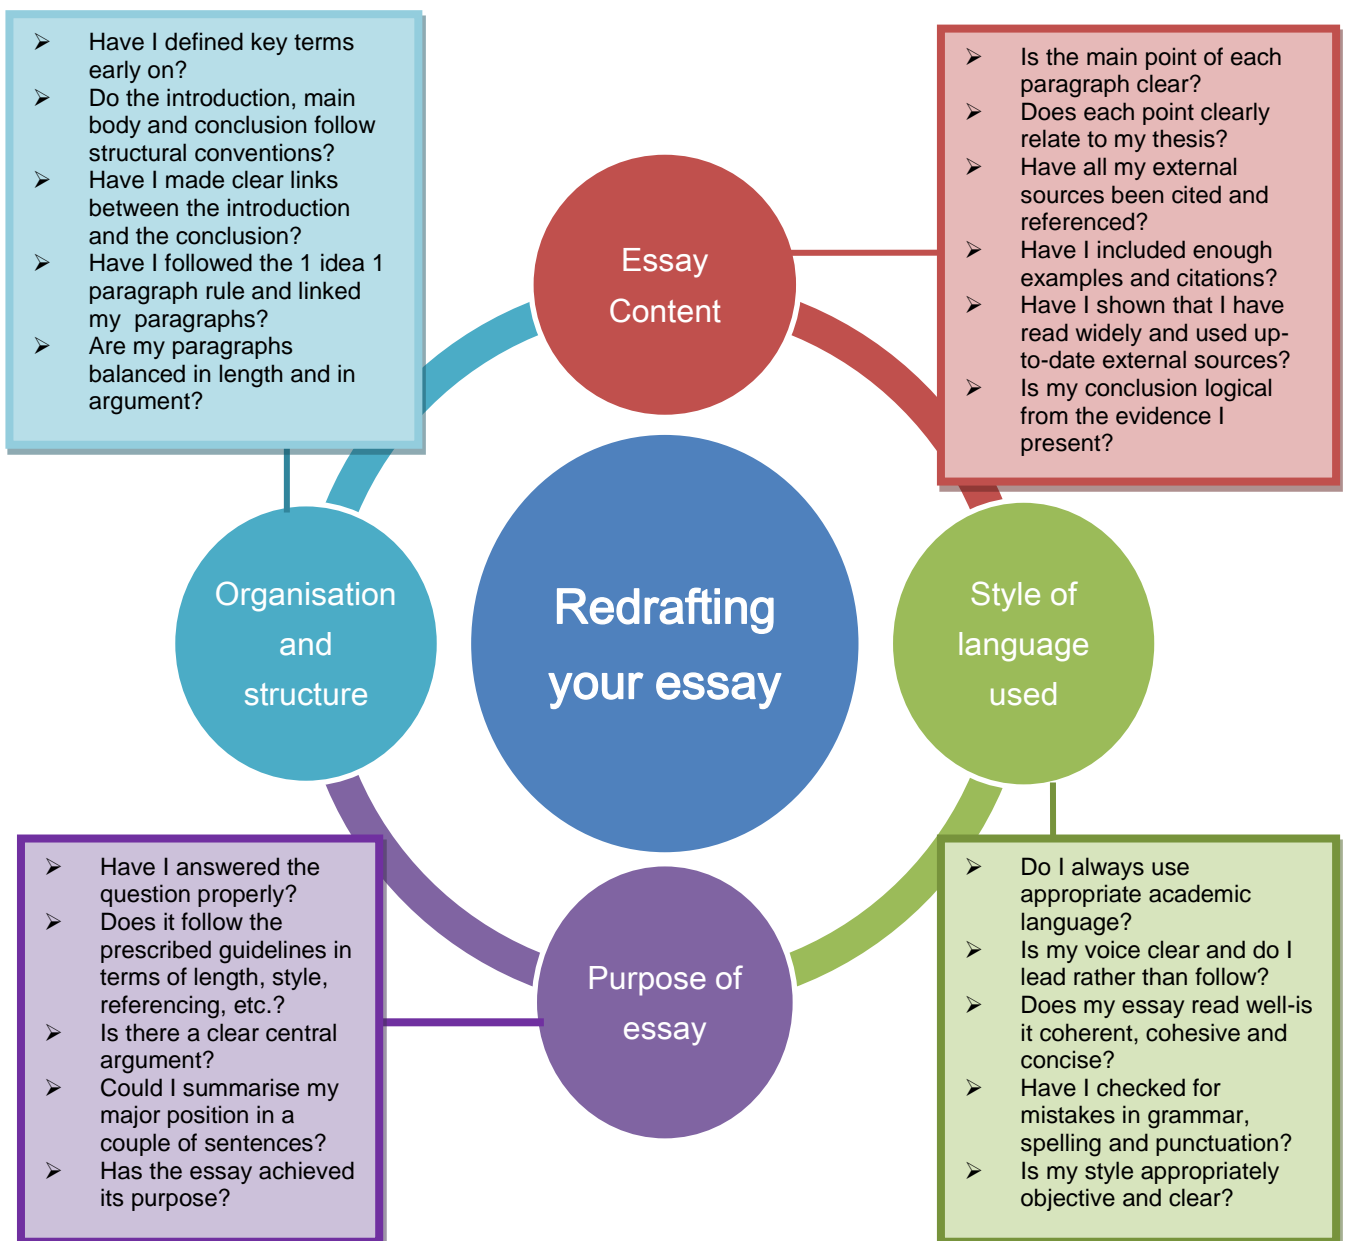 ➢ Have I defined key terms
early on?
➢ Do the introduction, main
body and conclusion follow
structural conventions?
➢ Have I made clear links
between the introduction
and the conclusion?
➢ Have I followed the 1 idea 1
paragraph rule and linked
my  paragraphs?
➢ Are my paragraphs
balanced in length and in
argument?
➢ Is the main point of each
paragraph clear?
➢ Does each point clearly
relate to my thesis?
➢ Have all my external
sources been cited and
referenced?
➢ Have I included enough
examples and citations?
➢ Have I shown that I have
read widely and used up-
to-date external sources?
➢ Is my conclusion logical
from the evidence I
present?
Essay
Content
Organisation
and
structure
Redrafting
your essay
Style of
language
used
Purpose of
essay
➢ Have I answered the
question properly?
➢ Does it follow the
prescribed guidelines in
terms of length, style,
referencing, etc.?
➢ Is there a clear central
argument?
➢ Could I summarise my
major position in a
couple of sentences?
➢ Has the essay achieved
its purpose?
➢ Do I always use
appropriate academic
language?
➢ Is my voice clear and do I
lead rather than follow?
➢ Does my essay read well-is
it coherent, cohesive and
concise?
➢ Have I checked for
mistakes in grammar,
spelling and punctuation?
➢ Is my style appropriately
objective and clear?